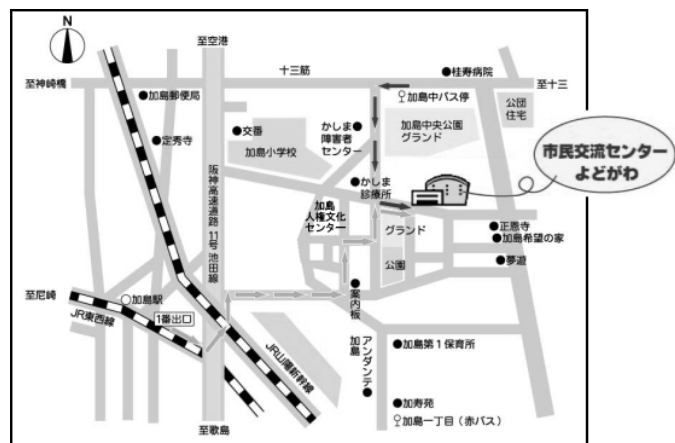 N
至空港
十三筋
桂寿病院
至神崎橋
至十三
加島郵便局
加島中バス停
公団
住宅
定秀寺
交番
加島小学校
かしま
障害者
センター
加島中央公園
グランド
市民交流センター
よどがわ
阪神高速道路 11号 池田線
かしま
診療所
加島
人権文化
センター
グランド
公園
正恩寺
加島希望の家
夢遊
至尼崎
加島駅
1番出口
JR東西線
案内板
JR山陽新幹線
アンダンテ
加島
加島第1保育所
加寿苑
加島一丁目(赤バス)
至歌島